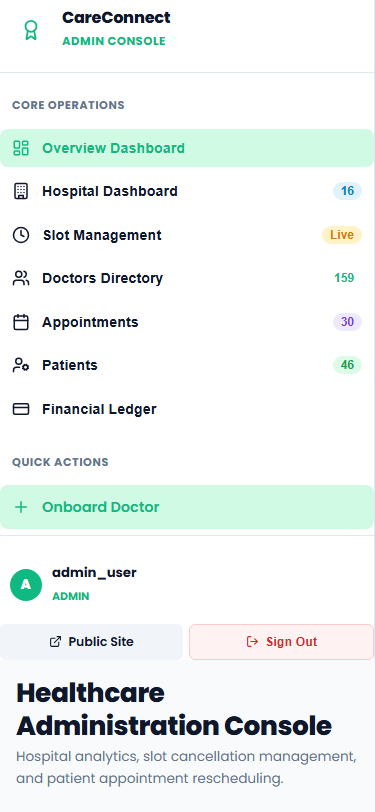 CareConnect
ADMIN CONSOLE
CORE OPERATIONS
Overview Dashboard
Hospital Dashboard 16
Slot Management Live
Doctors Directory 159
Appointments 30
Patients 46
Financial Ledger
QUICK ACTIONS
Onboard Doctor
A admin_user
ADMIN
Public Site Sign Out
Healthcare
Administration Console
Hospital analytics, slot cancellation management,
and patient appointment rescheduling.